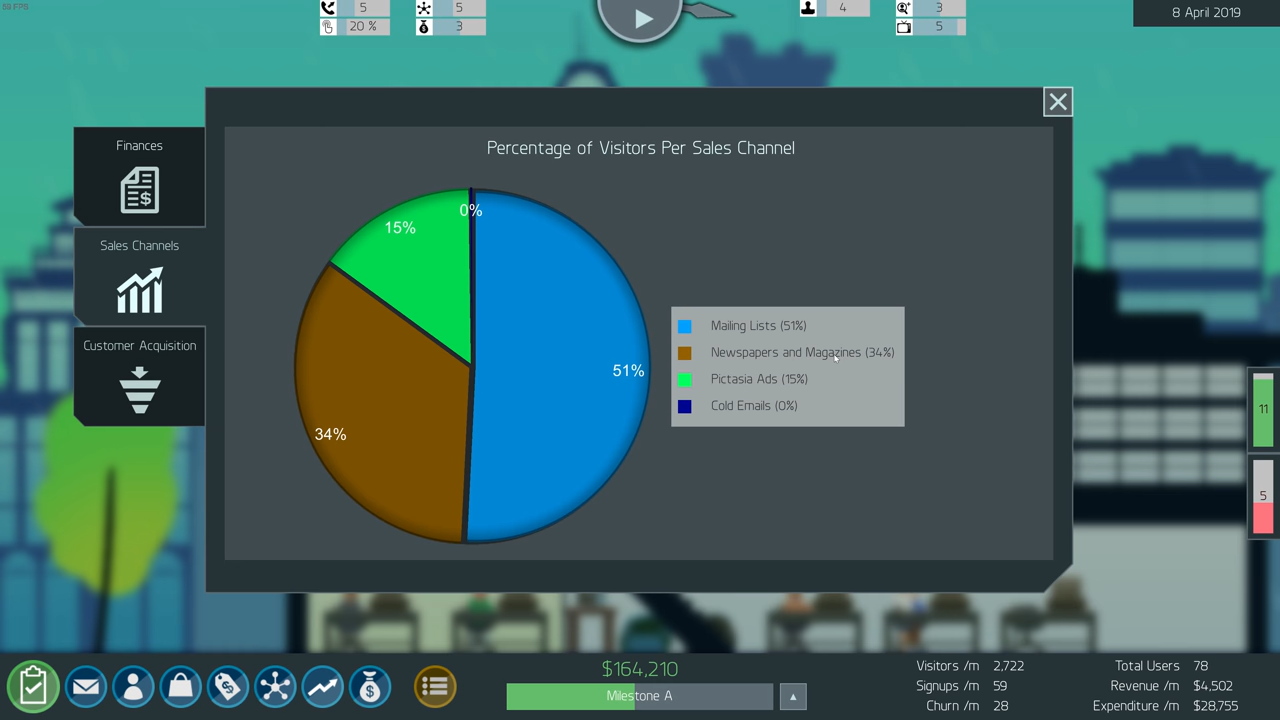 59 FPS
5
5
4
3
20 %
3
5
8 April 2019
Finances
Sales Channels
Customer Acquisition
Percentage of Visitors Per Sales Channel
0%
15%
51%
34%
Mailing Lists (51%)
Newspapers and Magazines (34%)
Pictasia Ads (15%)
Cold Emails (0%)
11
5
$164,210
Milestone A
Visitors /m 2,722
Signups /m 59
Churn /m 28
Total Users 78
Revenue /m $4,502
Expenditure /m $28,755